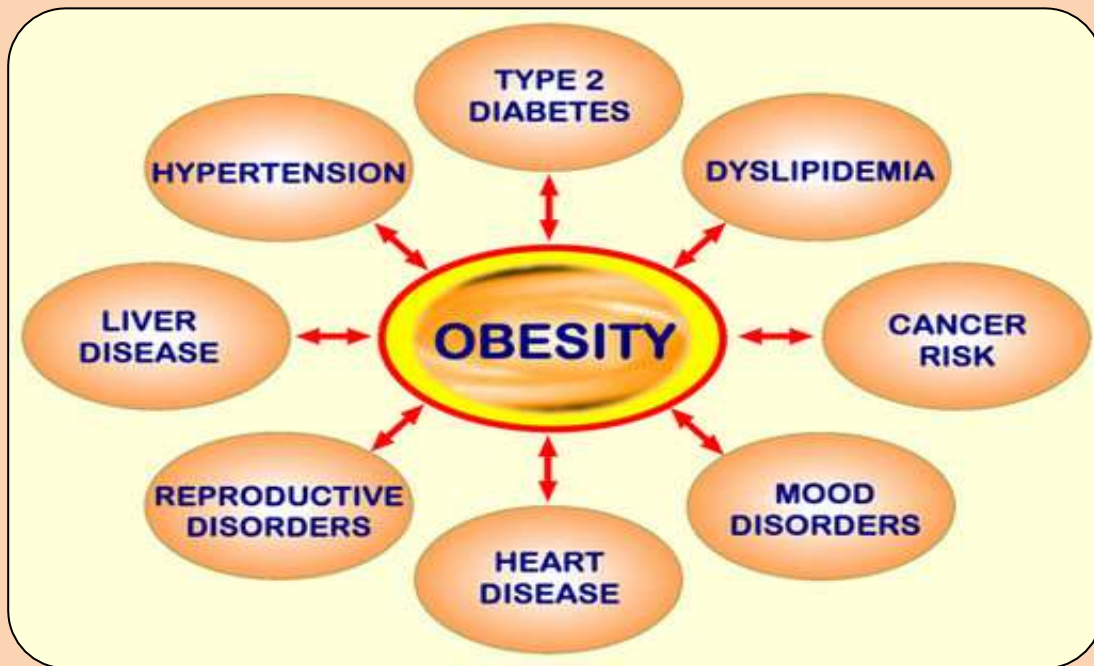 TYPE 2
DIABETES
HYPERTENSION
DYSLIPIDEMIA
LIVER
DISEASE
OBESITY
CANCER
RISK
REPRODUCTIVE
DISORDERS
MOOD
DISORDERS
HEART
DISEASE